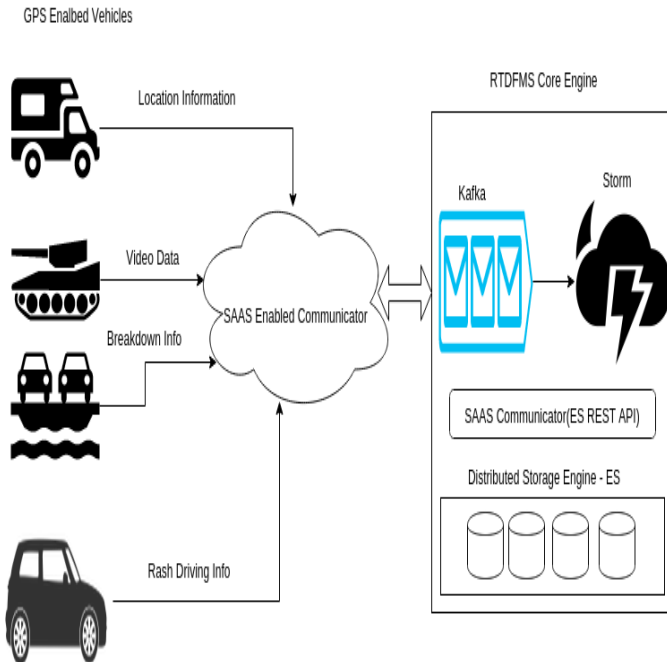 GPS Enalbed Vehicles
RTDFMS Core Engine
Location Information
Kafka
Storm
Video Data
SAAS Enabled Communicator
Breakdown Info
SAAS Communicator(ES REST API)
Distributed Storage Engine - ES
Rash Driving Info